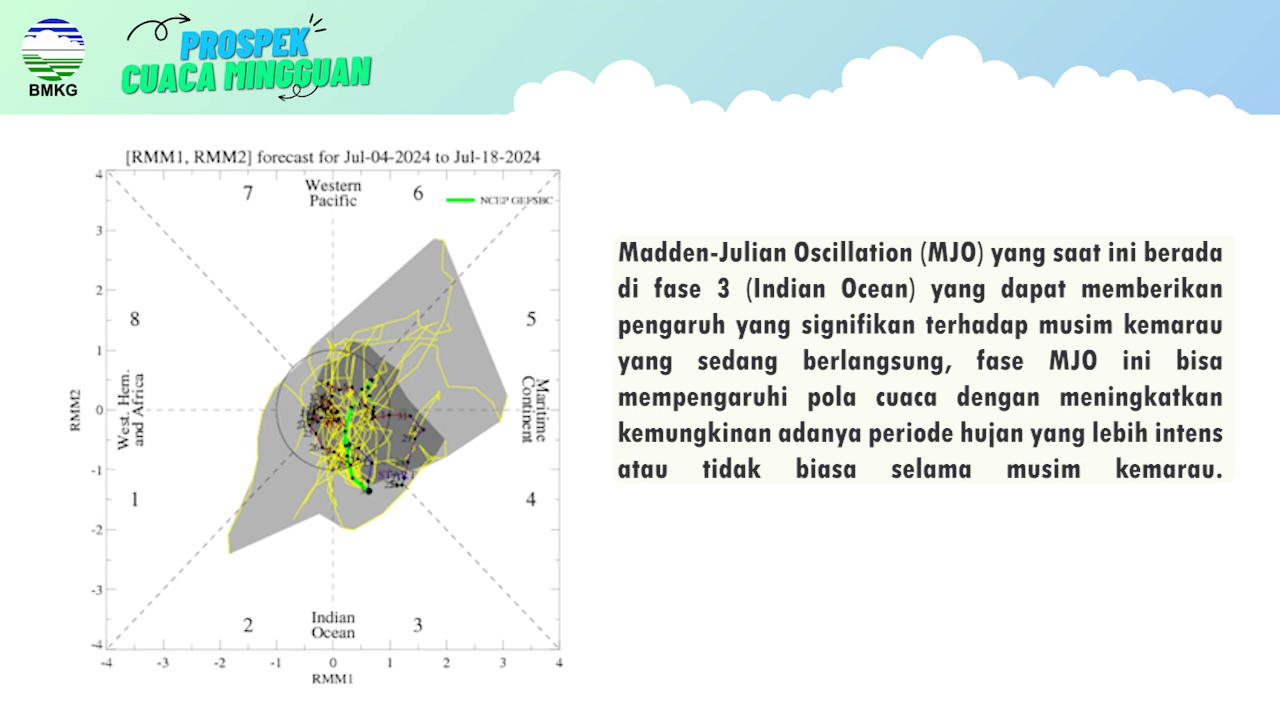 BMKG
PROSPEK
CUACA MINGGUAN
[RMM1, RMM2] forecast for Jul-04-2024 to Jul-18-2024
7
Western
Pacific
6
NCEP GEFSBC
8
5
West. Hem.
and Africa
Maritime
Continent
1
4
2
Indian
Ocean
3
START
4
3
2
1
0
-1
-2
-3
-4
RMM2
-4
-3
-2
-1
0
1
2
3
4
RMM1
Madden-Julian Oscillation (MJO) yang saat ini berada
di fase 3 (Indian Ocean) yang dapat memberikan
pengaruh yang signifikan terhadap musim kemarau
yang sedang berlangsung, fase MJO ini bisa
mempengaruhi pola cuaca dengan meningkatkan
kemungkinan adanya periode hujan yang lebih intens
atau tidak biasa selama musim kemarau.